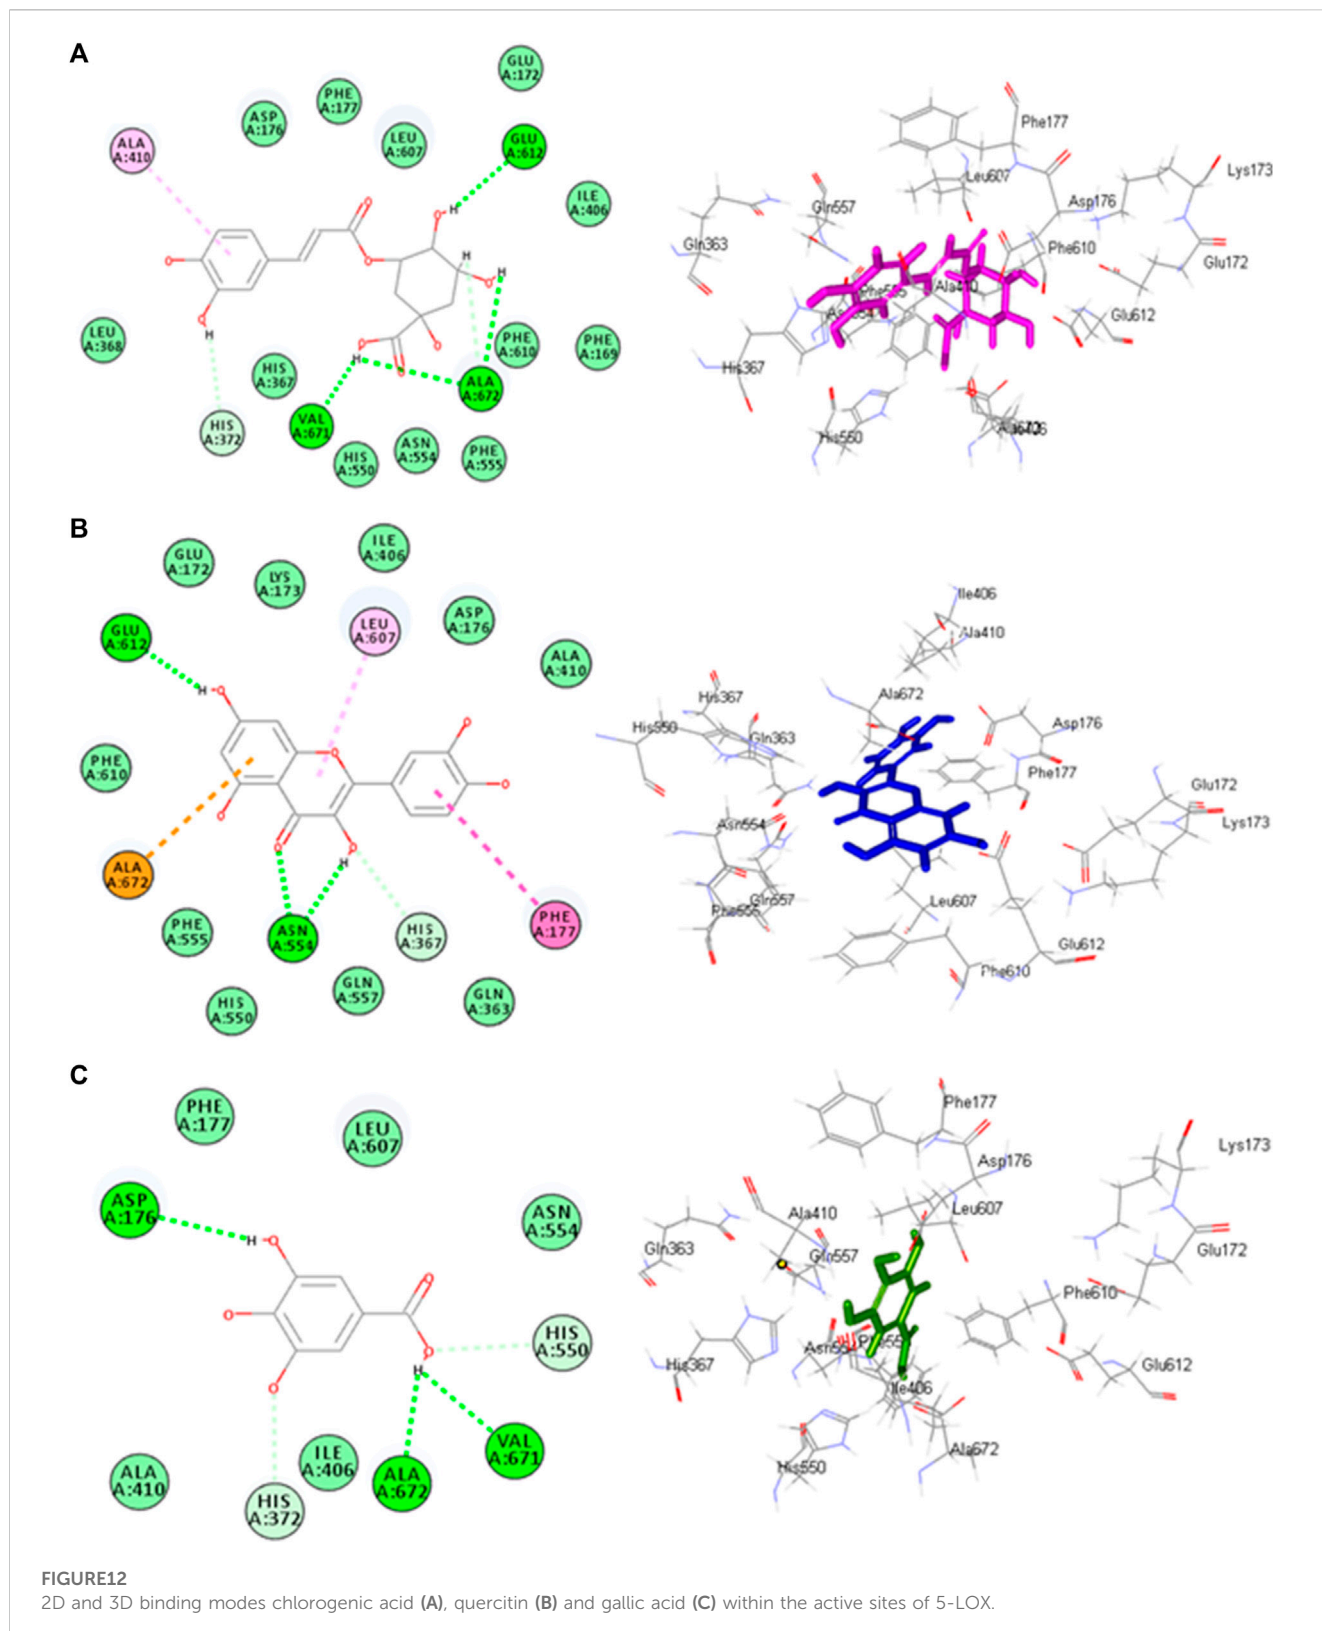 A
GLU
A:172
PHE
A:177
ASP
A:176
LEU
A:607
GLU
A:612
ALA
A:410
ILE
A:406
LEU
A:368
PHE
A:610
PHE
A:169
HIS
A:367
ALA
A:672
VAL
A:671
HIS
A:372
HIS
A:550
ASN
A:554
PHE
A:555
O
O
H
O
O
O
H
H
H
O
O
H
O
O
Phe177
Lys173
Leu607
Asp176
Gln557
Gln363
Phe610
Glu172
Ala410
Phe555
Glu612
His367
His550
B
GLU
A:172
LYS
A:173
ILE
A:406
LEU
A:607
ASP
A:176
GLU
A:612
ALA
A:410
PHE
A:610
ALA
A:672
PHE
A:555
ASN
A:554
HIS
A:367
PHE
A:177
HIS
A:550
GLN
A:557
GLN
A:363
H
O
O
O
O
O
O
O
H
Ile406
Ala410
His367
Ala672
His550
Gln363
Asp176
Phe177
Glu172
Lys173
Asn554
Gln557
Phe555
Leu607
Glu612
Phe610
C
PHE
A:177
LEU
A:607
ASP
A:176
ASN
A:554
HIS
A:550
VAL
A:671
ILE
A:406
ALA
A:672
ALA
A:410
HIS
A:372
H
O
O
O
O
O
H
Phe177
Lys173
Asp176
Ala410
Leu607
Gln363
Gln557
Glu172
Phe610
His367
Glu612
Ile406
Ala672
His550
FIGURE12
2D and 3D binding modes chlorogenic acid (A), quercitin (B) and gallic acid (C) within the active sites of 5-LOX.